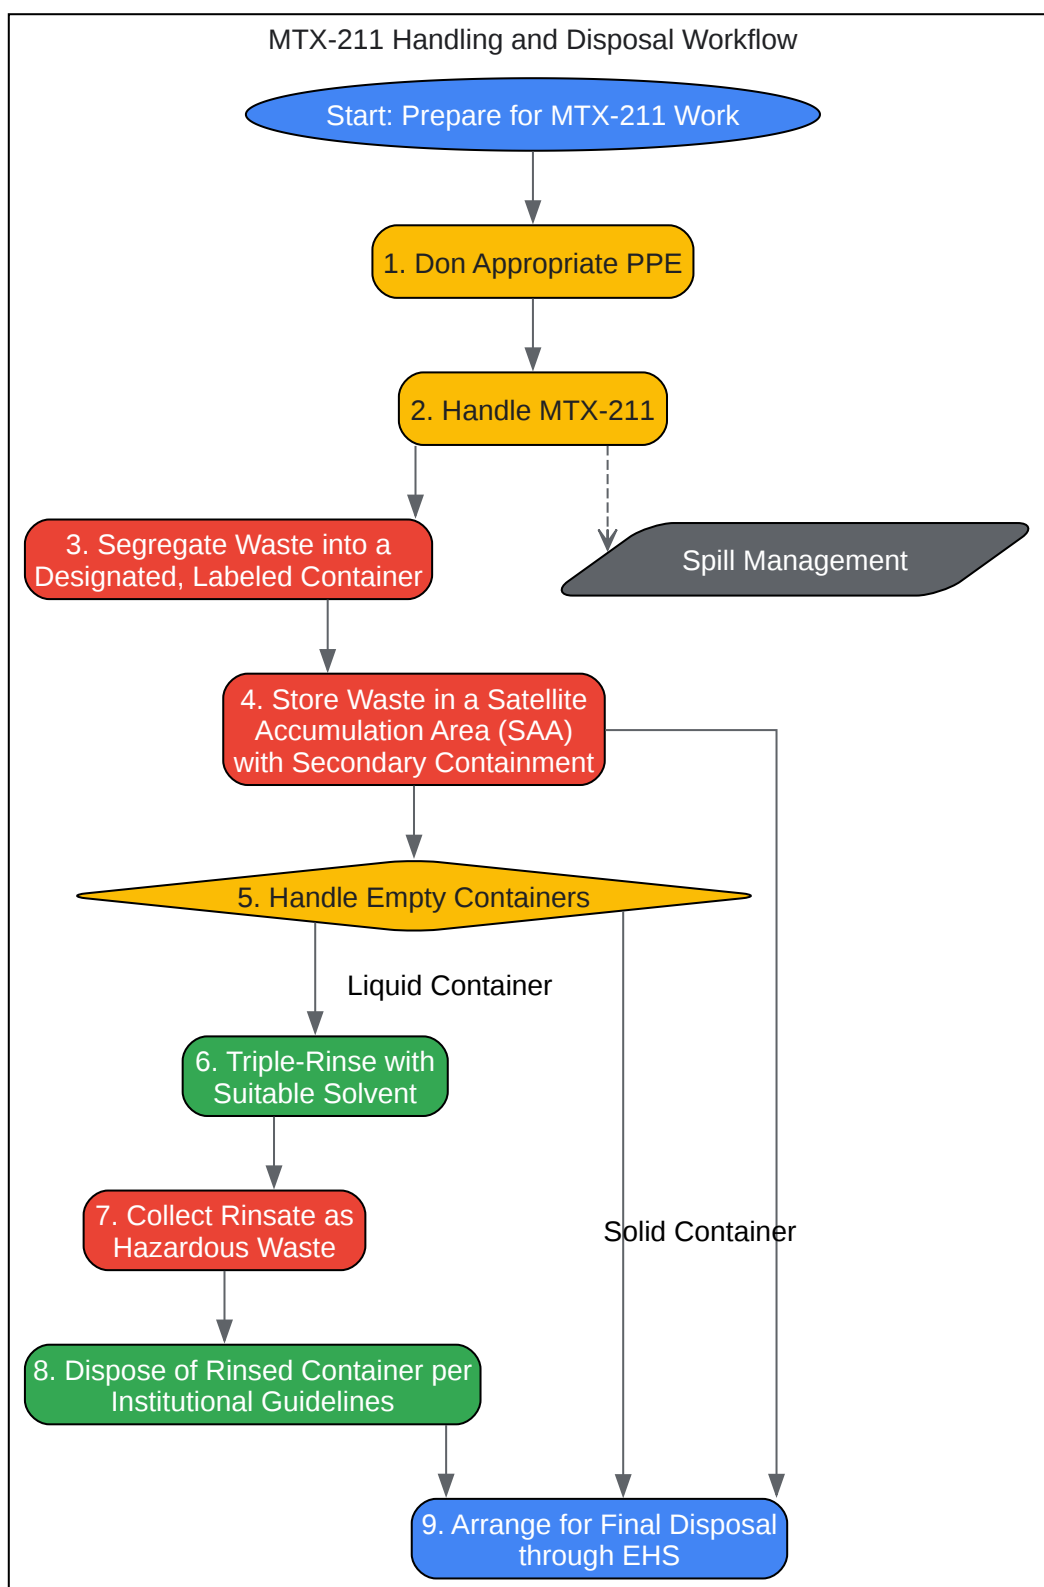 MTX-211 Handling and Disposal Workflow
Start: Prepare for MTX-211 Work
1. Don Appropriate PPE
2. Handle MTX-211
3. Segregate Waste into a
Designated, Labeled Container
Spill Management
4. Store Waste in a Satellite
Accumulation Area (SAA)
with Secondary Containment
5. Handle Empty Containers
Liquid Container
6. Triple-Rinse with
Suitable Solvent
7. Collect Rinsate as
Hazardous Waste
Solid Container
8. Dispose of Rinsed Container per
Institutional Guidelines
9. Arrange for Final Disposal
through EHS